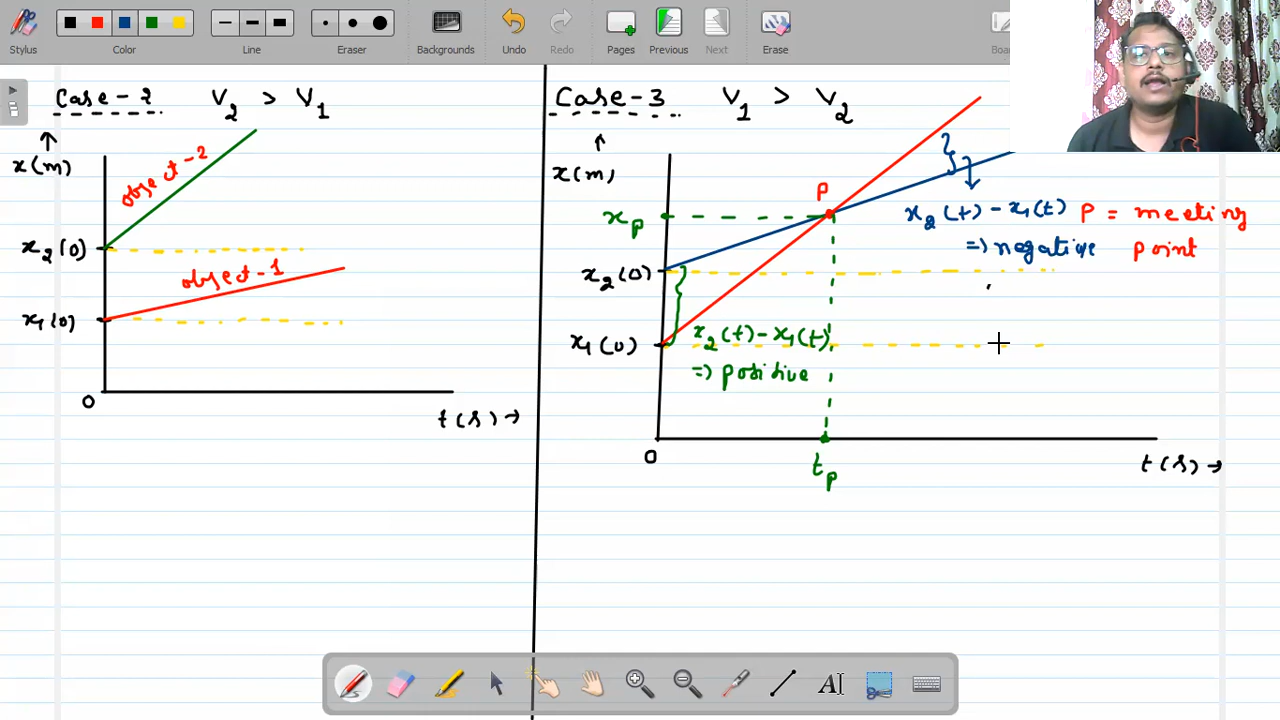 Stylus
Color
Line
Eraser
Backgrounds
Undo
Redo
Pages
Previous
Next
Erase
Case-2 V2 > V1
x(m)
object-2
x2(0)
object-1
x1(0)
0
t(s) →
Case-3 V1 > V2
x(m)
P
xp
x2(t) - x1(t)
⇒ negative
P = meeting
point
x2(0)
x1(0)
x2(t) - x1(t)
⇒ positive
0
tp
t(s) →
AI